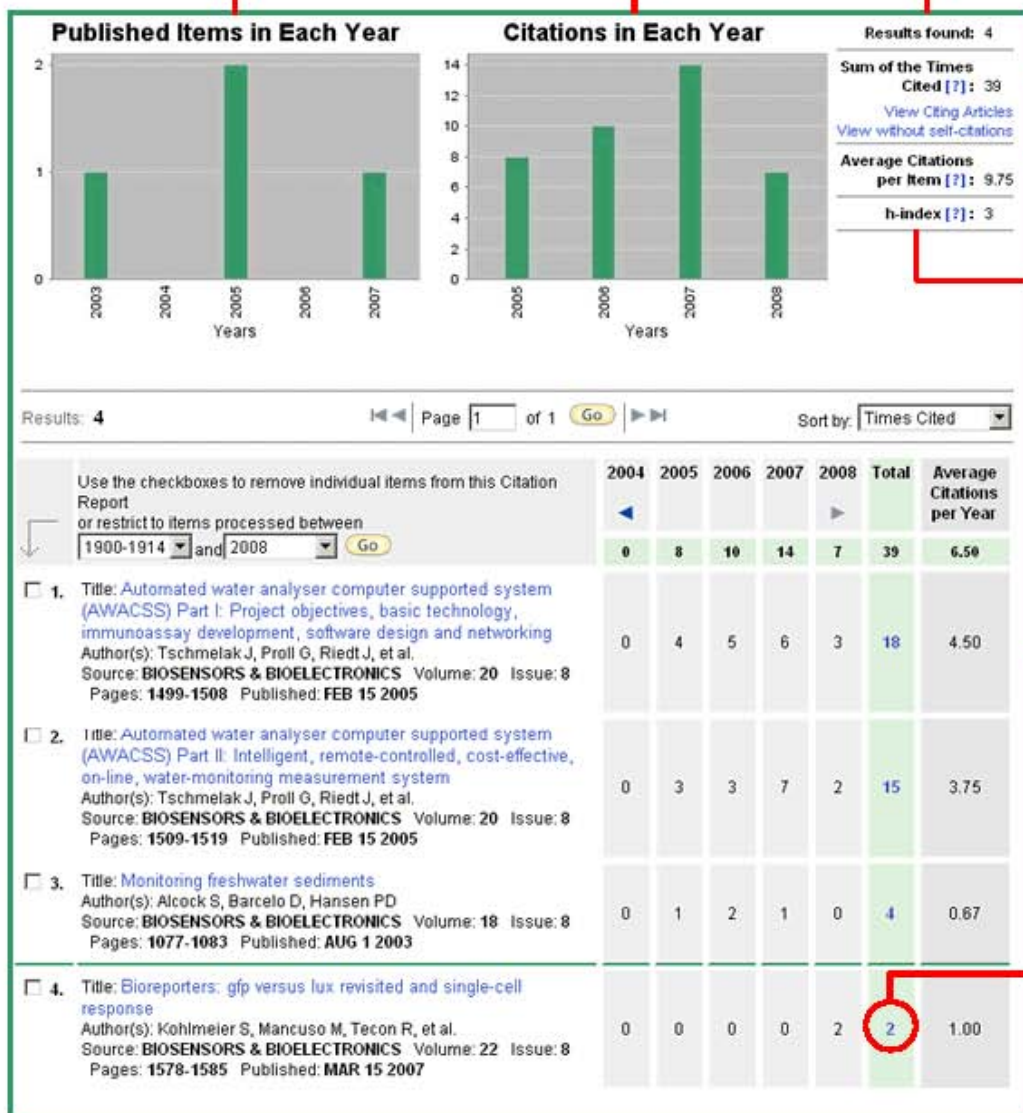 Published Items in Each Year
2
1
0
2003
2004
2005
2006
2007
Years
Citations in Each Year
14
12
10
8
6
4
2
0
2005
2006
2007
2008
Years
Results found: 4
Sum of the Times
Cited [?]: 39
View Citing Articles
View without self-citations
Average Citations
per Item [?]: 9.75
h-index [?]: 3
Results: 4
Page 1 of 1 Go
Sort by: Times Cited
Use the checkboxes to remove individual items from this Citation
Report
or restrict to items processed between
1900-1914 and 2008 Go
2004 2005 2006 2007 2008 Total Average
Citations
per Year
0 8 10 14 7 39 6.50
1. Title: Automated water analyser computer supported system
(AWACSS) Part I: Project objectives, basic technology,
immunoassay development, software design and networking
Author(s): Tschmelak J, Proll G, Riedt J, et al.
Source: BIOSENSORS & BIOELECTRONICS Volume: 20 Issue: 8
Pages: 1499-1508 Published: FEB 15 2005
0 4 5 6 3 18 4.50
2. Title: Automated water analyser computer supported system
(AWACSS) Part II: Intelligent, remote-controlled, cost-effective,
on-line, water-monitoring measurement system
Author(s): Tschmelak J, Proll G, Riedt J, et al.
Source: BIOSENSORS & BIOELECTRONICS Volume: 20 Issue: 8
Pages: 1509-1519 Published: FEB 15 2005
0 3 3 7 2 15 3.75
3. Title: Monitoring freshwater sediments
Author(s): Alcock S, Barcelo D, Hansen PD
Source: BIOSENSORS & BIOELECTRONICS Volume: 18 Issue: 8
Pages: 1077-1083 Published: AUG 1 2003
0 1 2 1 0 4 0.67
4. Title: Bioreporters: gfp versus lux revisited and single-cell
response
Author(s): Kohlmeier S, Mancuso M, Tecon R, et al.
Source: BIOSENSORS & BIOELECTRONICS Volume: 22 Issue: 8
Pages: 1578-1585 Published: MAR 15 2007
0 0 0 0 2 2 1.00